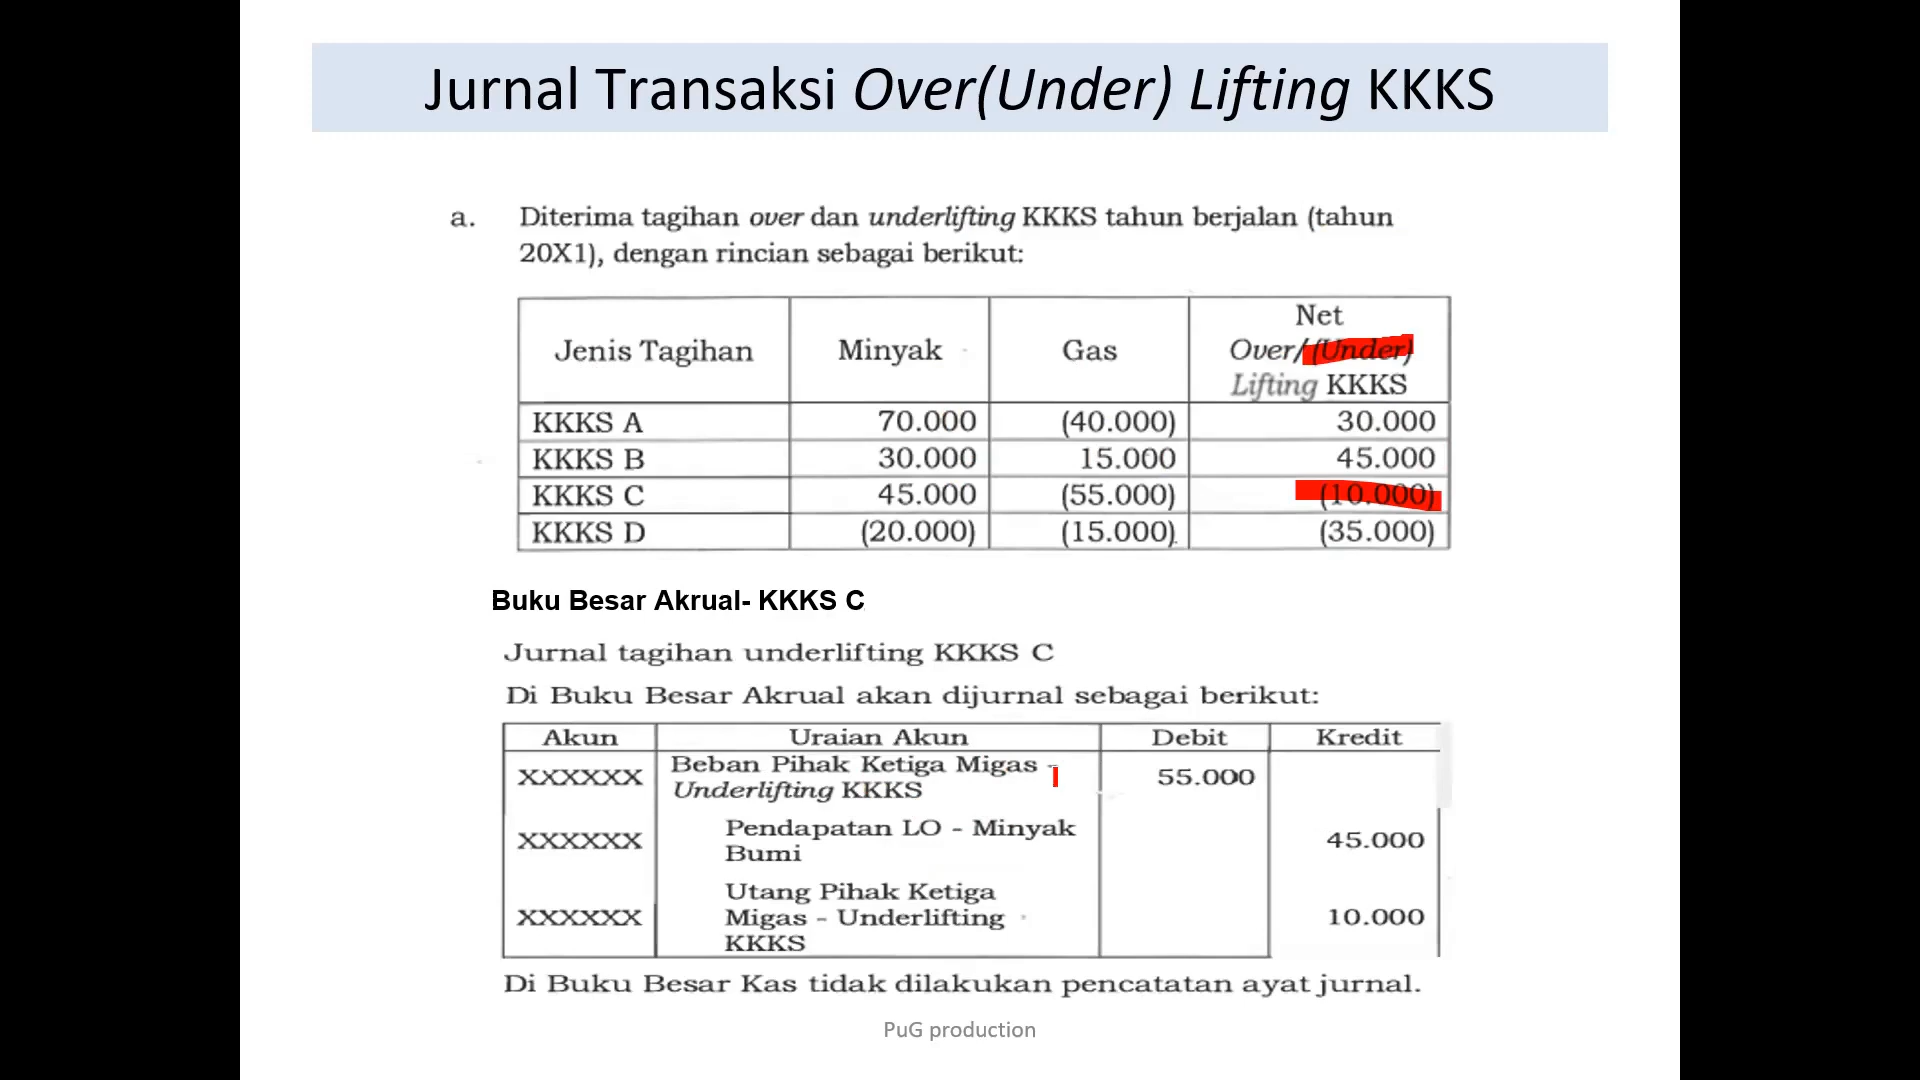 Jurnal Transaksi Over(Under) Lifting KKKS
a. Diterima tagihan over dan underlifting KKKS tahun berjalan (tahun
20X1), dengan rincian sebagai berikut:
Jenis Tagihan Minyak Gas Net
Over/(Under)
Lifting KKKS
KKKS A 70.000 (40.000) 30.000
KKKS B 30.000 15.000 45.000
KKKS C 45.000 (55.000) (10.000)
KKKS D (20.000) (15.000) (35.000)
Buku Besar Akrual- KKKS C
Jurnal tagihan underlifting KKKS C
Di Buku Besar Akrual akan dijurnal sebagai berikut:
Akun Uraian Akun Debit Kredit
XXXXXX Beban Pihak Ketiga Migas - 55.000
Underlifting KKKS
XXXXXX Pendapatan LO - Minyak 45.000
Bumi
Utang Pihak Ketiga
XXXXXX Migas - Underlifting 10.000
KKKS
Di Buku Besar Kas tidak dilakukan pencatatan ayat jurnal.
PuG production